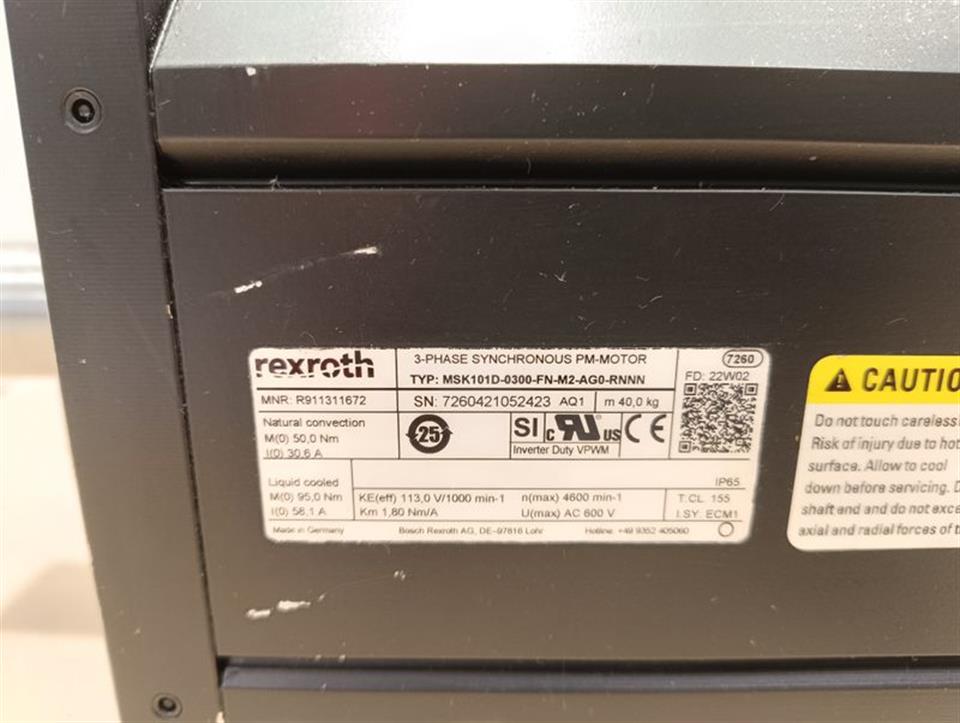 rexroth
3-PHASE SYNCHRONOUS PM-MOTOR
7260
TYP: MSK101D-0300-FN-M2-AG0-RNNN
FD: 22W02
MNR: R911311672
SN: 7260421052423 AQ1
m 40,0 kg
Natural convection
M(0) 50,0 Nm
I(0) 30,6 A
25
SI
c RU us
CE
Inverter Duty VPWM
Liquid cooled
IP65
M(0) 95,0 Nm
KE(eff) 113,0 V/1000 min-1
n(max) 4600 min-1
T.CL. 155
I(0) 58,1 A
Km 1,80 Nm/A
U(max) AC 600 V
I.SY. ECM1
Made in Germany
Bosch Rexroth AG, DE-97816 Lohr
Hotline: +49 9352 405060
CAUTIO
Do not touch careless
Risk of injury due to hot
surface. Allow to cool
down before servicing. D
shaft end and do not exce
axial and radial forces of t